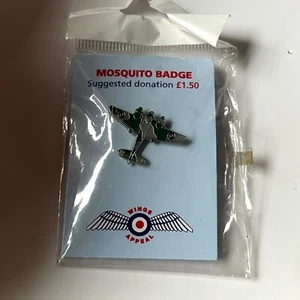 MOSQUITO BADGE
Suggested donation £1.50
WINGS
APPEAL